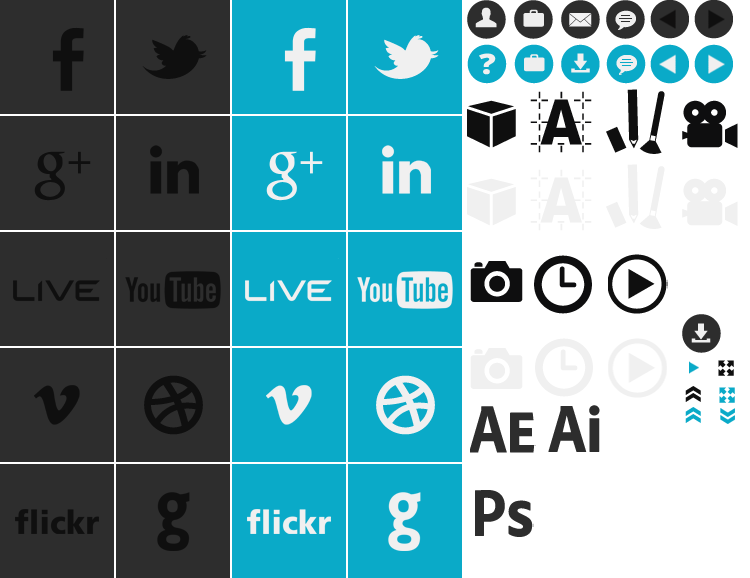 f
f
?
A
g+
in
g+
in
A
LIVE
YouTube
LIVE
YouTube
AE Ai
flickr
g
flickr
g
Ps